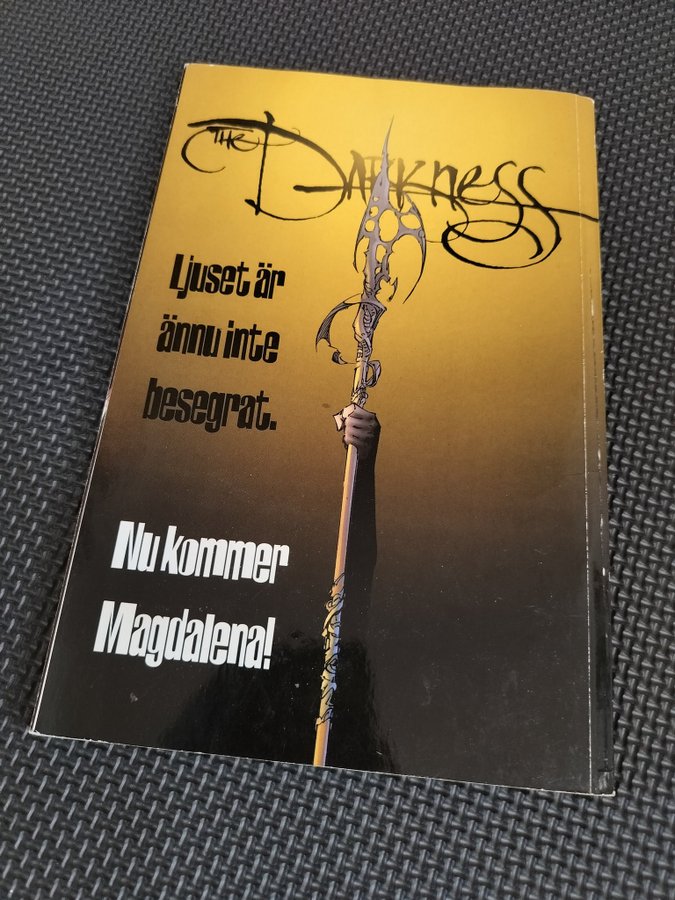 The Darkness
Ljuset är
ännu inte
besegrat.
Nu kommer
Magdalena!